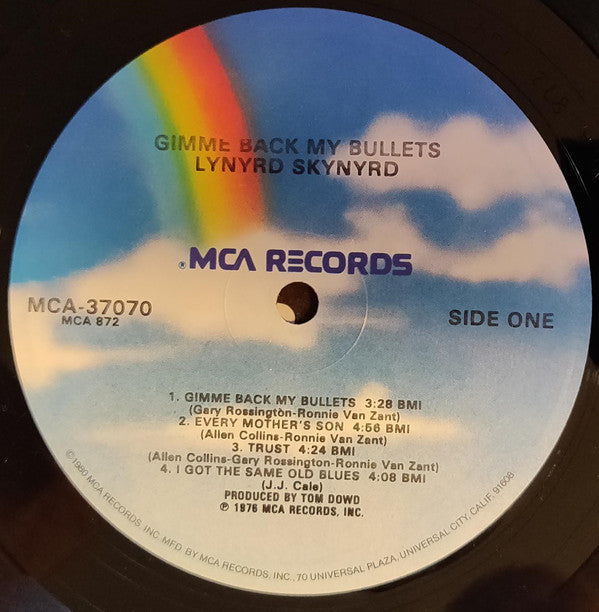 GIMME BACK MY BULLETS
LYNYRD SKYNYRD
®MCA RECORDS
MCA-37070
MCA 872
SIDE ONE
1. GIMME BACK MY BULLETS 3:28 BMI
(Gary Rossington-Ronnie Van Zant)
2. EVERY MOTHER'S SON 4:56 BMI
(Allen Collins-Ronnie Van Zant)
3. TRUST 4:24 BMI
(Allen Collins-Gary Rossington-Ronnie Van Zant)
4. I GOT THE SAME OLD BLUES 4:08 BMI
(J.J. Cale)
PRODUCED BY TOM DOWD
℗ 1976 MCA RECORDS, INC.
©1980 MCA RECORDS, INC. MFD. BY MCA RECORDS, INC., 70 UNIVERSAL PLAZA, UNIVERSAL CITY, CALIF. 91608